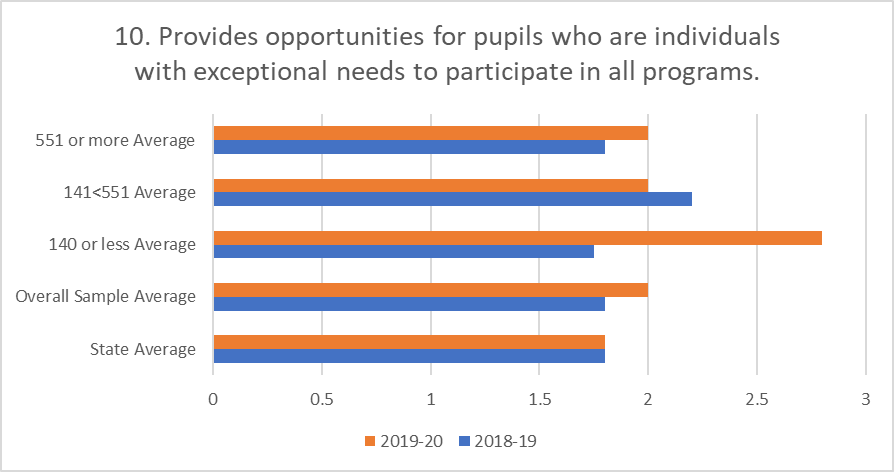 10. Provides opportunities for pupils who are individuals
with exceptional needs to participate in all programs.
551 or more Average
141<551 Average
140 or less Average
Overall Sample Average
State Average
0 0.5 1 1.5 2 2.5 3
2019-20 2018-19